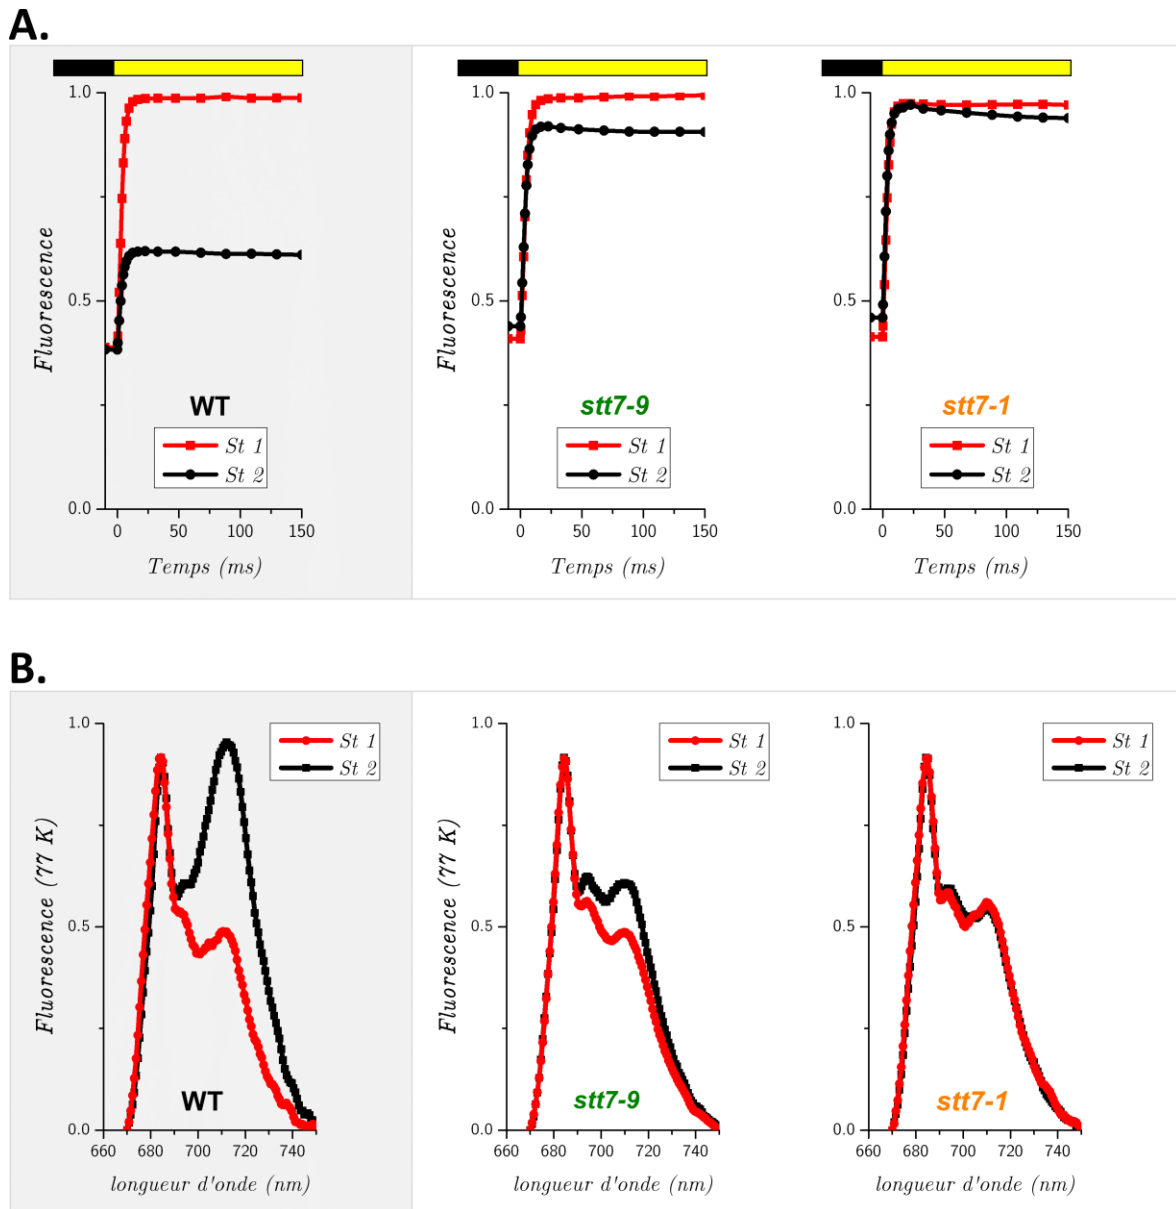 A.
1.0 1.0 1.0
Fluorescence Fluorescence
0.5 0.5 0.5
WT stt7-9 stt7-1
St 1 St 1 St 1
St 2 St 2 St 2
0.0 0.0 0.0
0 50 100 150 0 50 100 150 0 50 100 150
Temps (ms) Temps (ms) Temps (ms)
B.
1.0 1.0 1.0
St 1 St 1 St 1
St 2 St 2 St 2
Fluorescence (77 K) Fluorescence (77 K)
0.5 0.5 0.5
WT stt7-9 stt7-1
0.0 0.0 0.0
660 680 700 720 740 660 680 700 720 740 660 680 700 720 740
longueur d'onde (nm) longueur d'onde (nm) longueur d'onde (nm)